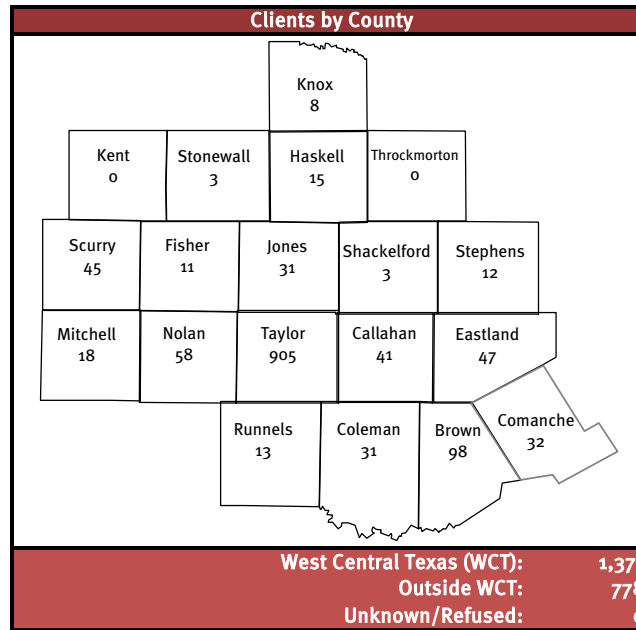 Clients by County
Knox
8
Kent
0
Stonewall
3
Haskell
15
Throckmorton
0
Scurry
45
Fisher
11
Jones
31
Shackelford
3
Stephens
12
Mitchell
18
Nolan
58
Taylor
905
Callahan
41
Eastland
47
Runnels
13
Coleman
31
Brown
98
Comanche
32
West Central Texas (WCT):
Outside WCT: 778
Unknown/Refused: